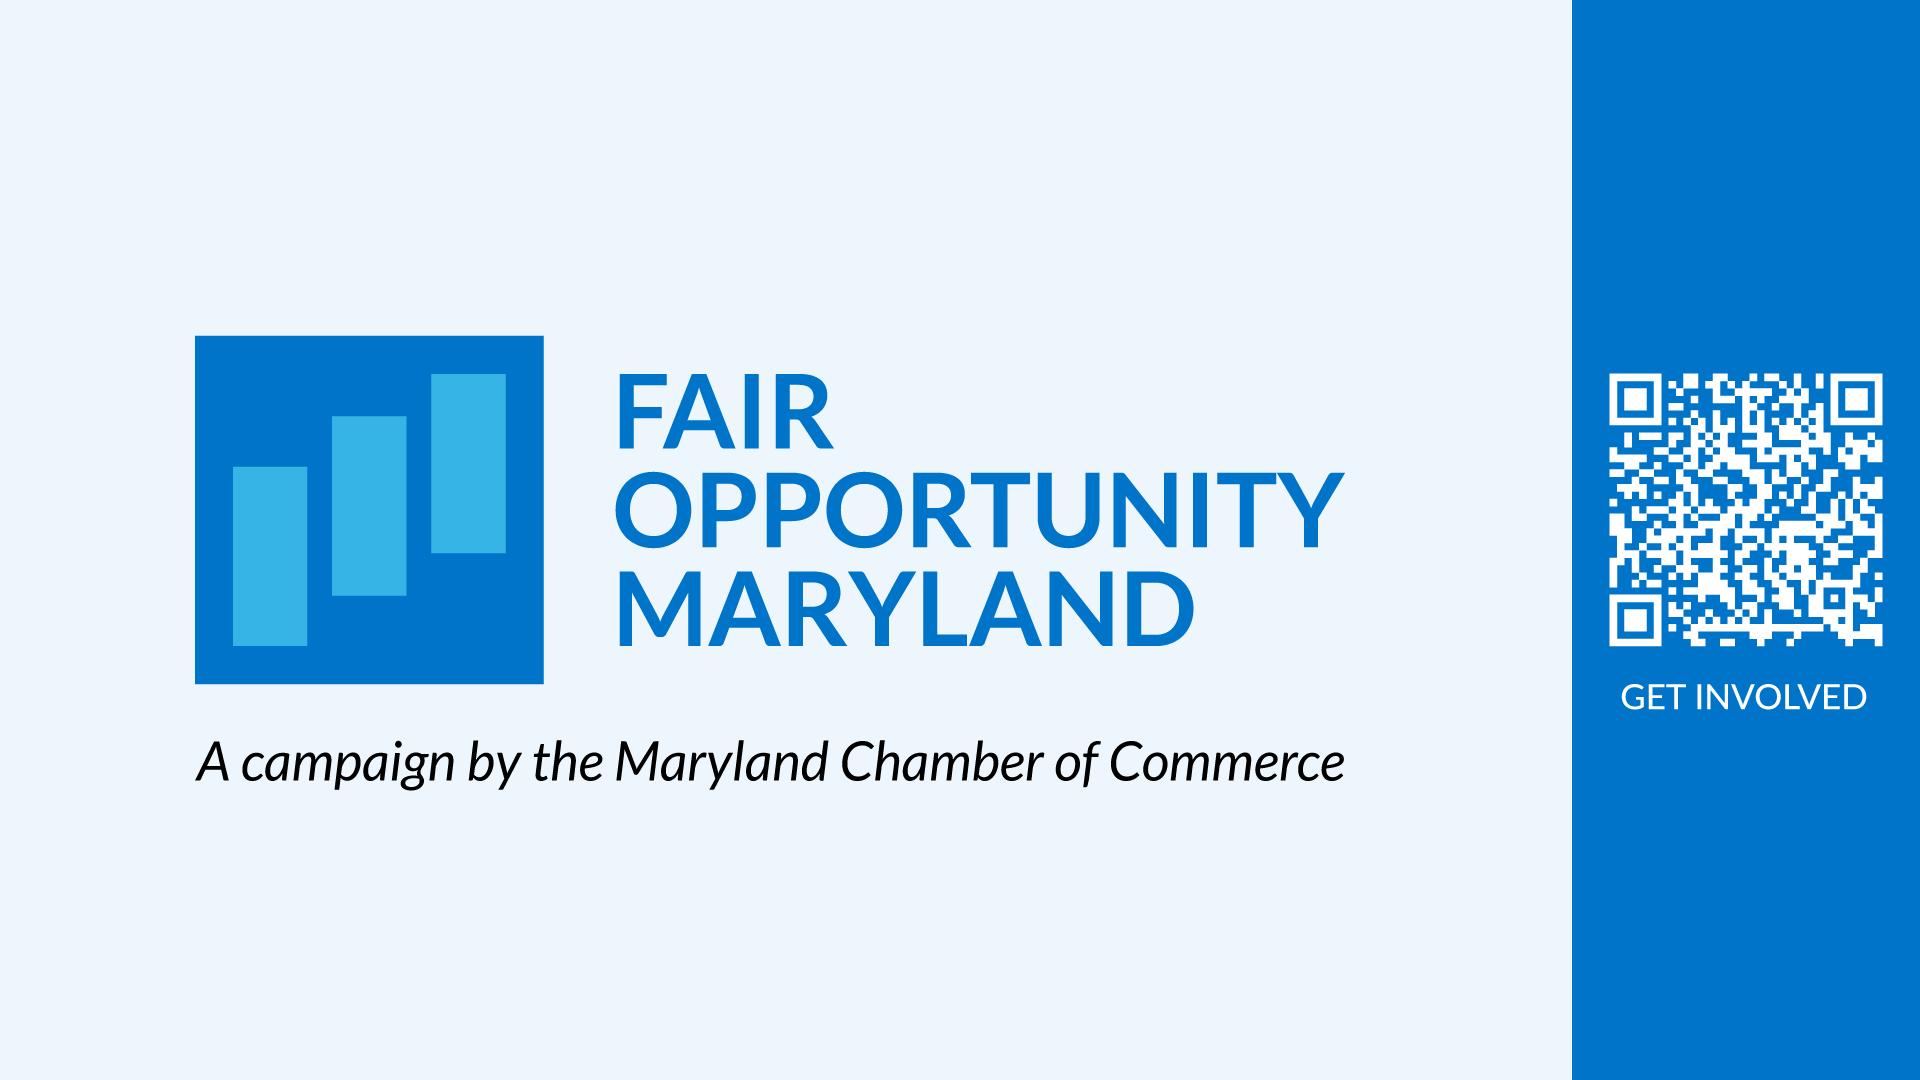 FAIR
OPPORTUNITY
MARYLAND
A campaign by the Maryland Chamber of Commerce
GET INVOLVED